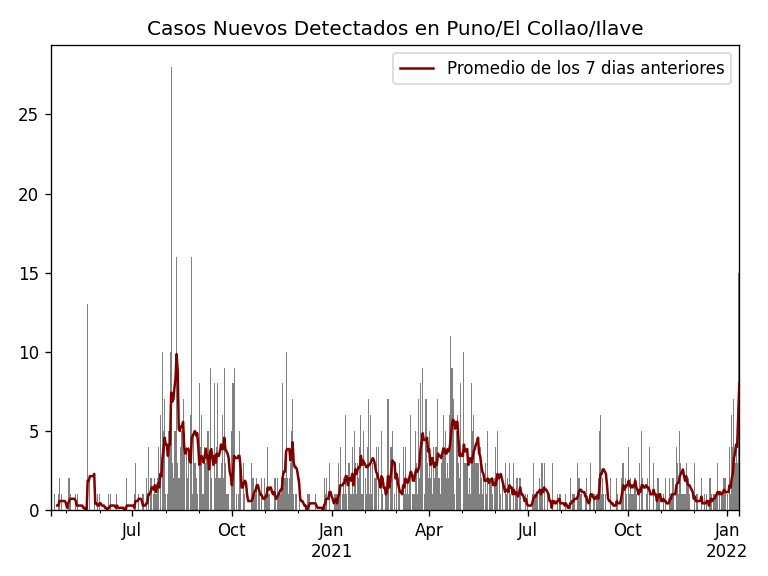 Casos Nuevos Detectados en Puno/El Collao/Ilave
Promedio de los 7 dias anteriores
25
20
15
10
5
0
Jul
Oct
Jan
2021
Apr
Jul
Oct
Jan
2022